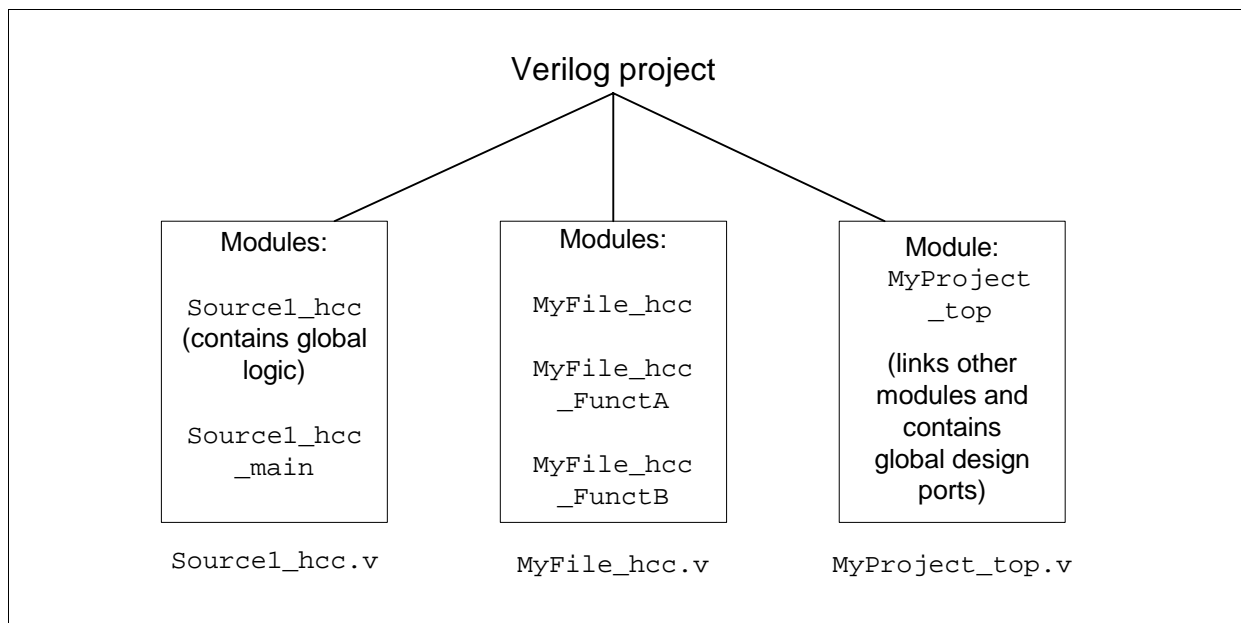 Verilog project
Modules:
Source1_hcc
(contains global
logic)
Source1_hcc
_main
Source1_hcc.v
Modules:
MyFile_hcc
MyFile_hcc
_FunctA
MyFile_hcc
_FunctB
MyFile_hcc.v
Module:
MyProject
_top
(links other
modules and
contains
global design
ports)
MyProject_top.v